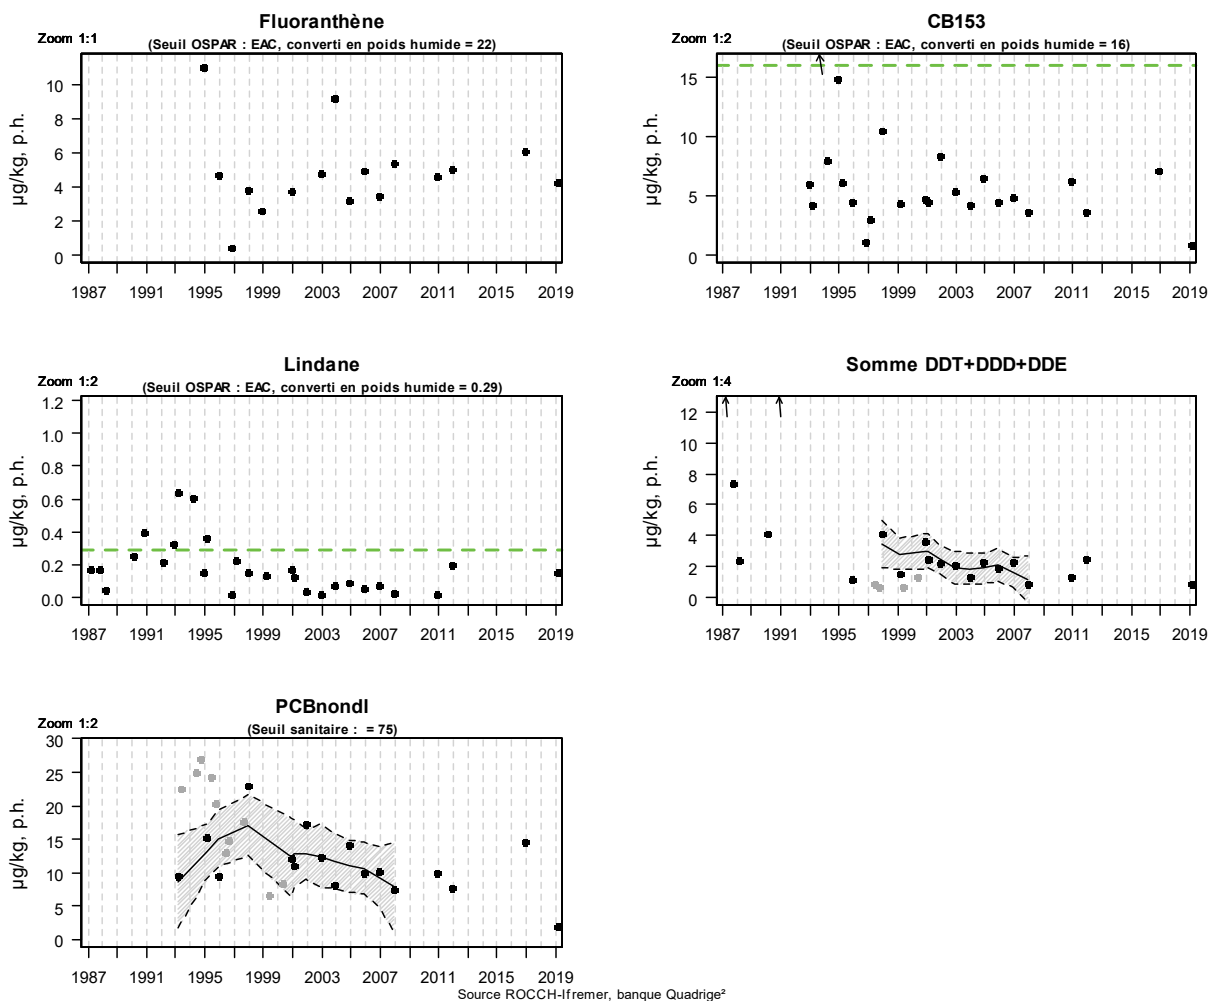 Fluoranthène
Zoom 1:1
(Seuil OSPAR : EAC, converti en poids humide = 22)
µg/kg, p.h.
10
8
6
4
2
0
1987 1991 1995 1999 2003 2007 2011 2015 2019
CB153
Zoom 1:2
(Seuil OSPAR : EAC, converti en poids humide = 16)
µg/kg, p.h.
15
10
5
0
1987 1991 1995 1999 2003 2007 2011 2015 2019
Lindane
Zoom 1:2
(Seuil OSPAR : EAC, converti en poids humide = 0.29)
µg/kg, p.h.
1.2
1.0
0.8
0.6
0.4
0.2
0.0
1987 1991 1995 1999 2003 2007 2011 2015 2019
Somme DDT+DDD+DDE
Zoom 1:4
µg/kg, p.h.
12
10
8
6
4
2
0
1987 1991 1995 1999 2003 2007 2011 2015 2019
PCBnondl
Zoom 1:2
(Seuil sanitaire : = 75)
µg/kg, p.h.
30
25
20
15
10
5
0
1987 1991 1995 1999 2003 2007 2011 2015 2019
Source ROCCH-Ifremer, banque Quadrige²